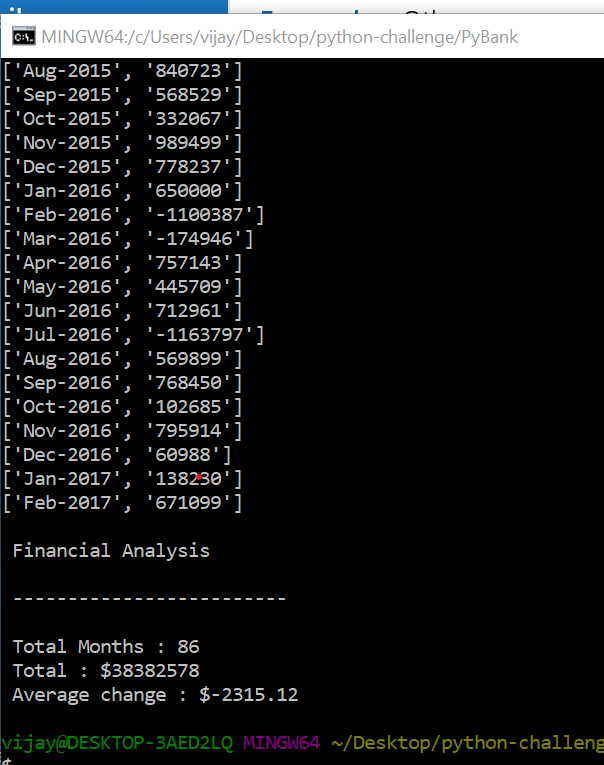 MINGW64:/c/Users/vijay/Desktop/python-challenge/PyBank
['Aug-2015', '840723']
['Sep-2015', '568529']
['Oct-2015', '332067']
['Nov-2015', '989499']
['Dec-2015', '778237']
['Jan-2016', '650000']
['Feb-2016', '-1100387']
['Mar-2016', '-174946']
['Apr-2016', '757143']
['May-2016', '445709']
['Jun-2016', '712961']
['Jul-2016', '-1163797']
['Aug-2016', '569899']
['Sep-2016', '768450']
['Oct-2016', '102685']
['Nov-2016', '795914']
['Dec-2016', '60988']
['Jan-2017', '138230']
['Feb-2017', '671099']
Financial Analysis
-------------------------
Total Months : 86
Total : $38382578
Average change : $-2315.12
vijay@DESKTOP-3AED2LQ MINGW64 ~/Desktop/python-challeng